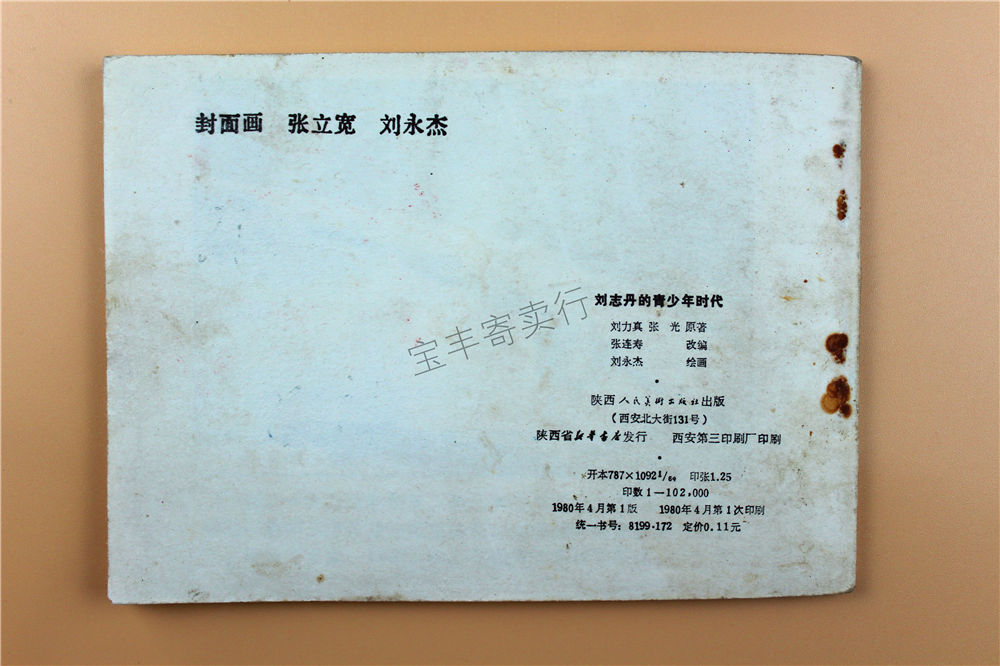 封面画 张立宽 刘永杰
刘志丹的青少年时代
刘力真 张 光 原著
张连寿 改编
刘永杰 绘画
陕西人民美術出版社出版
(西安北大街131号)
陕西省新华書店发行 西安第三印刷厂印刷
开本787×1092 1/64 印张1.25
印数1—102,000
1980年4月第1版 1980年4月第1次印刷
统一书号：8199·172 定价0.11元
宝丰寄卖行